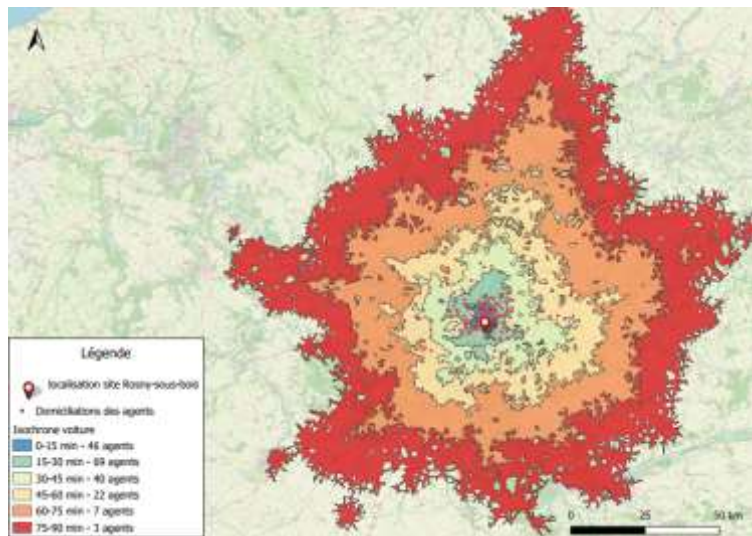 Légende
localisation site Rosny-sous-bois
Domiciliations des agents
Isochrone voiture
0-15 min - 46 agents
15-30 min - 69 agents
30-45 min - 40 agents
45-60 min - 22 agents
60-75 min - 7 agents
75-90 min - 3 agents
0 25 50 km